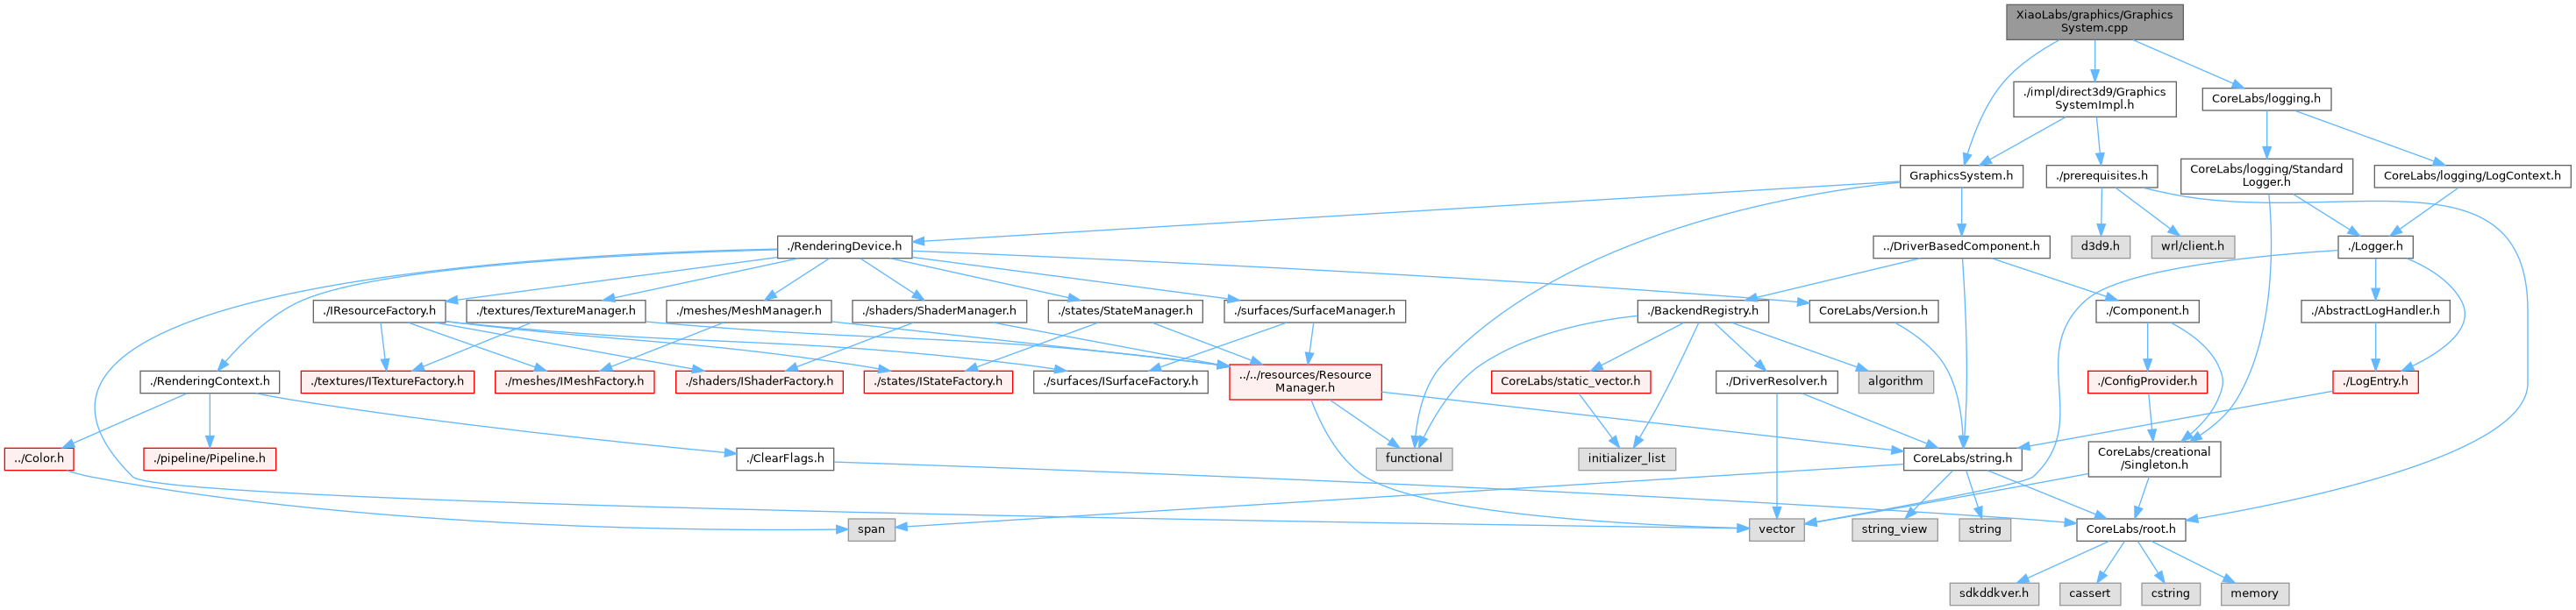 XiaoLabs/graphics/Graphics
System.cpp
./impl/direct3d9/Graphics
SystemImpl.h
CoreLabs/logging.h
GraphicsSystem.h
./prerequisites.h
CoreLabs/logging/Standard
Logger.h
CoreLabs/logging/LogContext.h
./RenderingDevice.h
../DriverBasedComponent.h
d3d9.h
wrl/client.h
./Logger.h
./IResourceFactory.h
./textures/TextureManager.h
./meshes/MeshManager.h
./shaders/ShaderManager.h
./states/StateManager.h
./surfaces/SurfaceManager.h
./BackendRegistry.h
CoreLabs/Version.h
./Component.h
./AbstractLogHandler.h
./RenderingContext.h
./textures/ITextureFactory.h
./meshes/IMeshFactory.h
./shaders/IShaderFactory.h
./states/IStateFactory.h
./surfaces/ISurfaceFactory.h
../../resources/Resource
Manager.h
CoreLabs/static_vector.h
./DriverResolver.h
algorithm
./ConfigProvider.h
./LogEntry.h
../Color.h
./pipeline/Pipeline.h
./ClearFlags.h
functional
initializer_list
CoreLabs/string.h
CoreLabs/creational
/Singleton.h
span
vector
string_view
string
CoreLabs/root.h
sdkddkver.h
cassert
cstring
memory